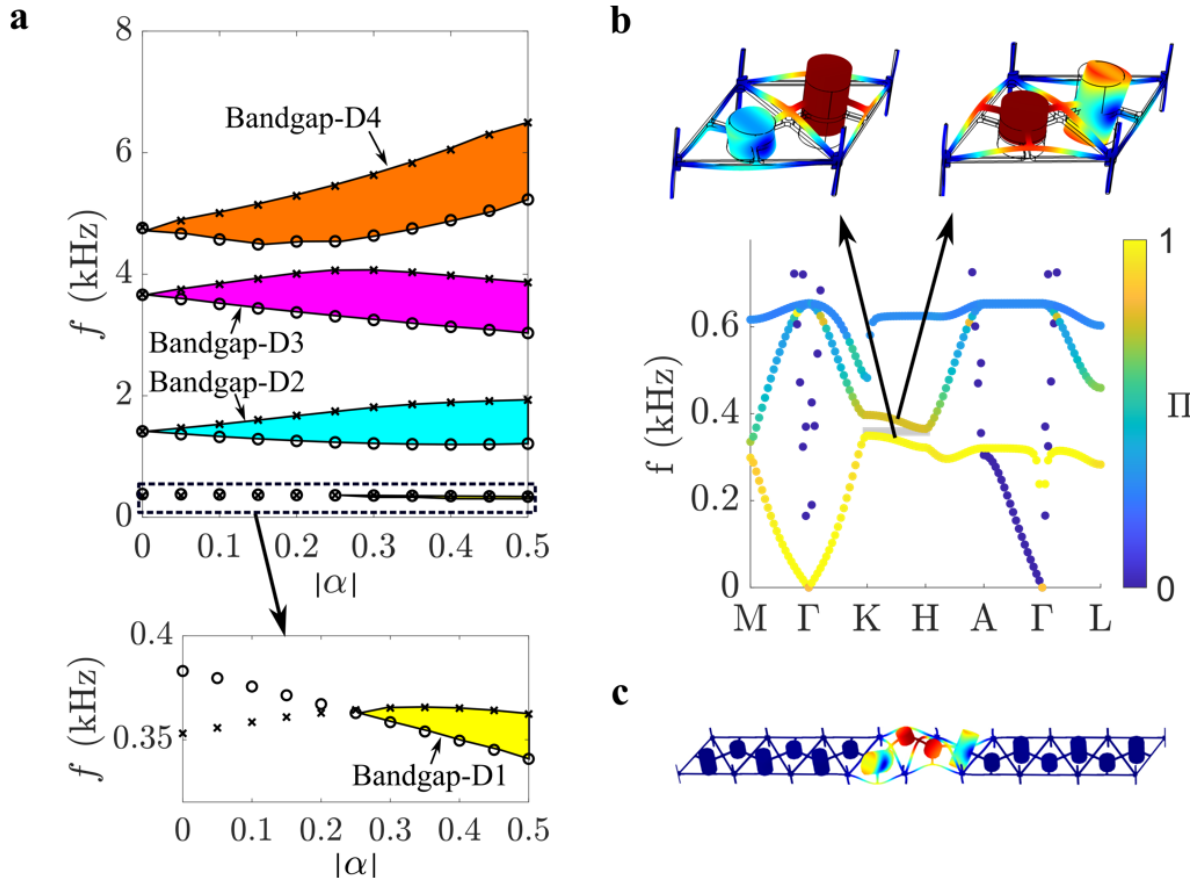 a
8
6
4
2
0
f (kHz)
Bandgap-D4
Bandgap-D3
Bandgap-D2
0 0.1 0.2 0.3 0.4 0.5
|α|
0.4
0.35
f (kHz)
Bandgap-D1
0 0.1 0.2 0.3 0.4 0.5
|α|
b
0.6
0.4
0.2
0
f (kHz)
M Γ K H A Γ L
1
Π
0
c